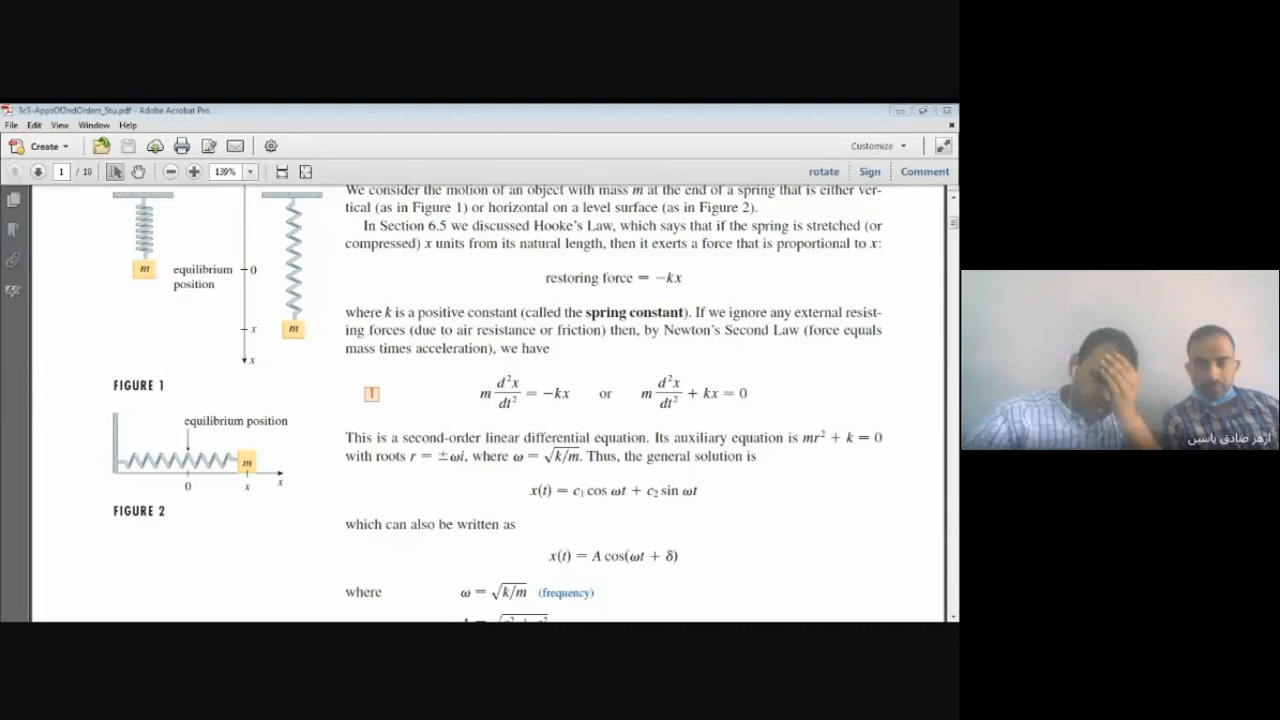 3c3-AppsOf2ndOrders_Stu.pdf - Adobe Acrobat Pro
File Edit View Window Help
Create
Customize
1 / 10
139%
rotate
Sign
Comment
We consider the motion of an object with mass m at the end of a spring that is either ver-
tical (as in Figure 1) or horizontal on a level surface (as in Figure 2).
In Section 6.5 we discussed Hooke's Law, which says that if the spring is stretched (or
compressed) x units from its natural length, then it exerts a force that is proportional to x:
restoring force = −kx
where k is a positive constant (called the spring constant). If we ignore any external resist-
ing forces (due to air resistance or friction) then, by Newton's Second Law (force equals
mass times acceleration), we have
1 m d²x/dt² = −kx or m d²x/dt² + kx = 0
This is a second-order linear differential equation. Its auxiliary equation is mr² + k = 0
with roots r = ±ωi, where ω = √k/m. Thus, the general solution is
x(t) = c₁ cos ωt + c₂ sin ωt
which can also be written as
x(t) = A cos(ωt + δ)
where ω = √k/m (frequency)
m
equilibrium
position
0
x
m
x
FIGURE 1
equilibrium position
m
0
x
x
FIGURE 2
ازهر صادق ياسين